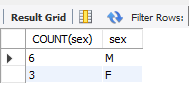 Result Grid Filter Rows:
COUNT(sex) sex
6 M
3 F